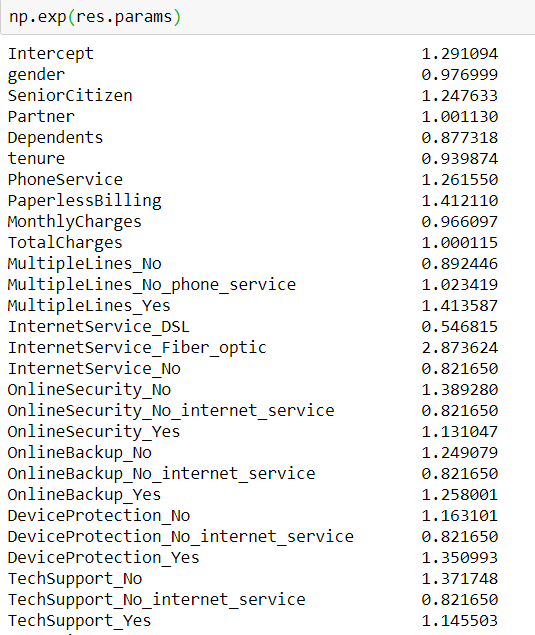 np.exp(res.params)
Intercept 1.291094
gender 0.976999
SeniorCitizen 1.247633
Partner 1.001130
Dependents 0.877318
tenure 0.939874
PhoneService 1.261550
PaperlessBilling 1.412110
MonthlyCharges 0.966097
TotalCharges 1.000115
MultipleLines_No 0.892446
MultipleLines_No_phone_service 1.023419
MultipleLines_Yes 1.413587
InternetService_DSL 0.546815
InternetService_Fiber_optic 2.873624
InternetService_No 0.821650
OnlineSecurity_No 1.389280
OnlineSecurity_No_internet_service 0.821650
OnlineSecurity_Yes 1.131047
OnlineBackup_No 1.249079
OnlineBackup_No_internet_service 0.821650
OnlineBackup_Yes 1.258001
DeviceProtection_No 1.163101
DeviceProtection_No_internet_service 0.821650
DeviceProtection_Yes 1.350993
TechSupport_No 1.371748
TechSupport_No_internet_service 0.821650
TechSupport_Yes 1.145503